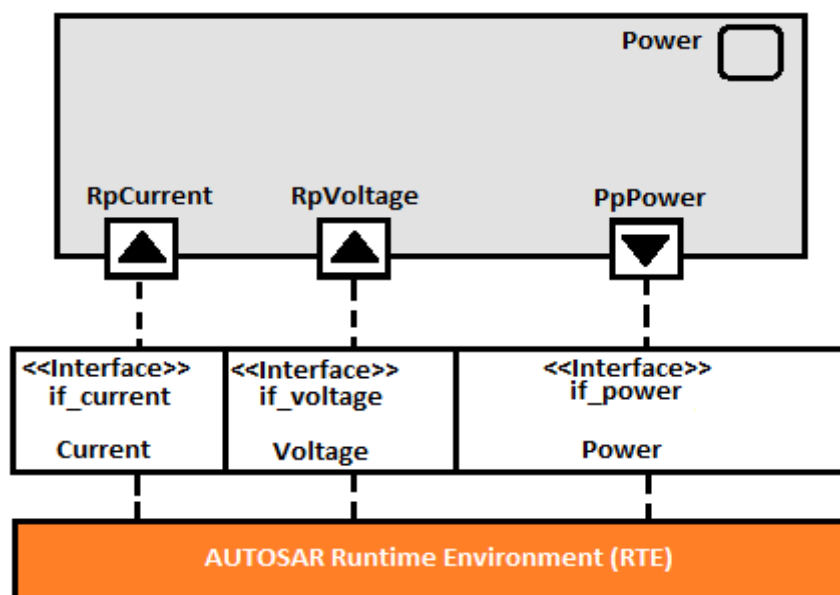 Power
RpCurrent
RpVoltage
PpPower
<<Interface>>
if_current
Current
<<Interface>>
if_voltage
Voltage
<<Interface>>
if_power
Power
AUTOSAR Runtime Environment (RTE)